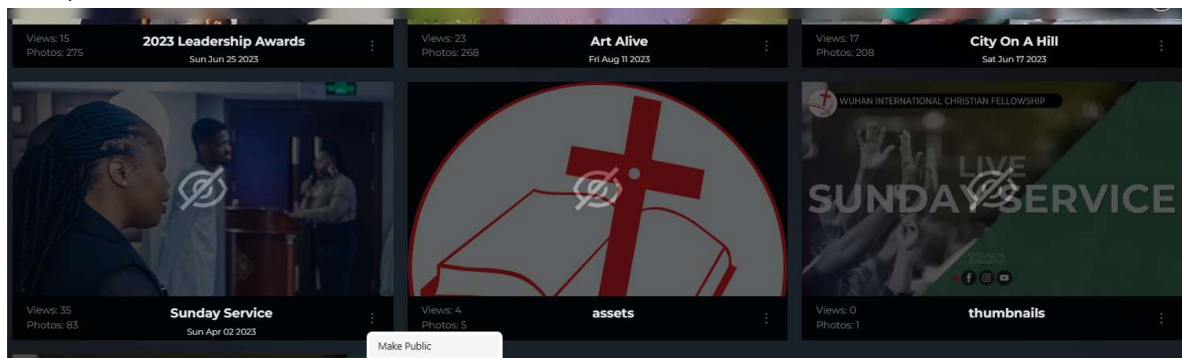 Views: 15
Photos: 275
2023 Leadership Awards
Sun Jun 25 2023
Views: 23
Photos: 268
Art Alive
Fri Aug 11 2023
Views: 17
Photos: 208
City On A Hill
Sat Jun 17 2023
WUHAN INTERNATIONAL CHRISTIAN FELLOWSHIP
LIVE
SUNDAY SERVICE
12:30
Views: 35
Photos: 83
Sunday Service
Sun Apr 02 2023
Views: 4
Photos: 5
assets
Views: 0
Photos: 1
thumbnails
Make Public